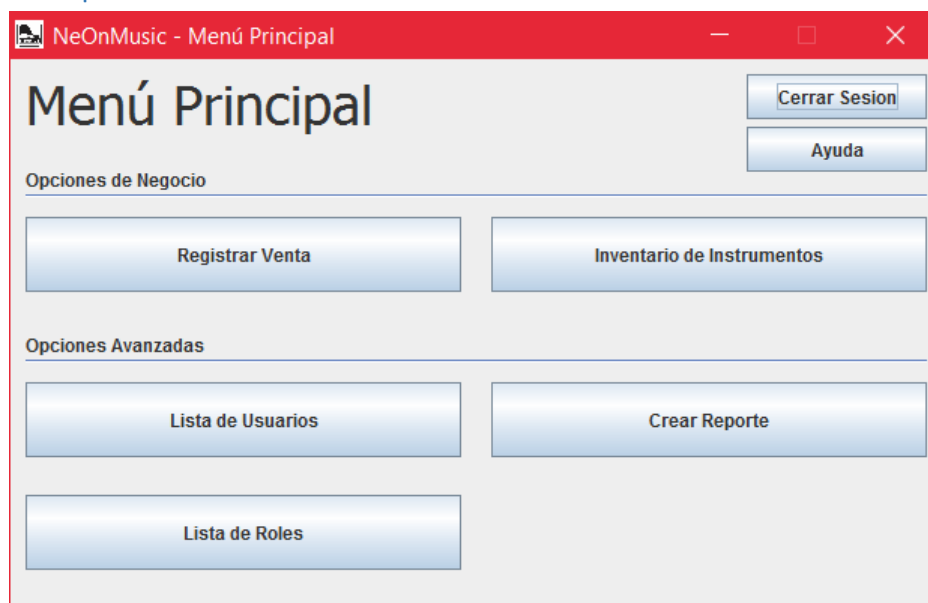 NeOnMusic - Menú Principal
Menú Principal
Cerrar Sesion
Ayuda
Opciones de Negocio
Registrar Venta
Inventario de Instrumentos
Opciones Avanzadas
Lista de Usuarios
Crear Reporte
Lista de Roles